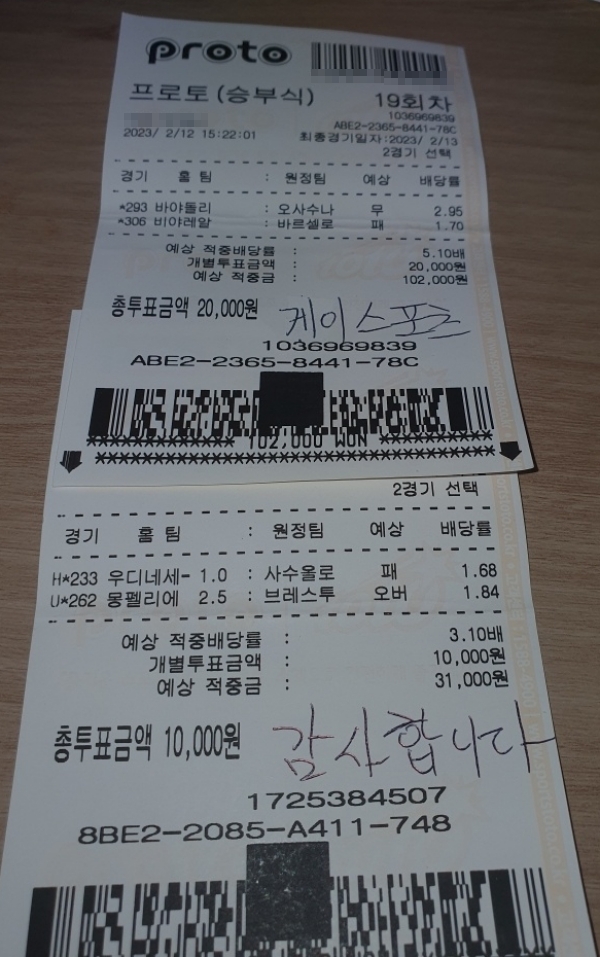 proto
프로토(승부식) 19회차
1036969839
ABE2-2365-8441-78C
2023/ 2/12 15:22:01 최종경기일자:2023/ 2/13
2경기 선택
경기 홈 팀 : 원정팀 예상 배당률
*293 바야돌리 : 오사수나 무 2.95
*306 비야레알 : 바르셀로 패 1.70
예상 적중배당률 : 5.10배
개별투표금액 : 20,000원
예상 적중금 : 102,000원
총투표금액 20,000원 케이스포츠
1036969839
ABE2-2365-8441-78C
************* 102,000 WON *************
2경기 선택
경기 홈 팀 : 원정팀 예상 배당률
H*233 우디네세- 1.0 : 사수올로 패 1.68
U*262 몽펠리에 2.5 : 브레스투 오버 1.84
예상 적중배당률 : 3.10배
개별투표금액 : 10,000원
예상 적중금 : 31,000원
총투표금액 10,000원 감사합니다
1725384507
8BE2-2085-A411-748